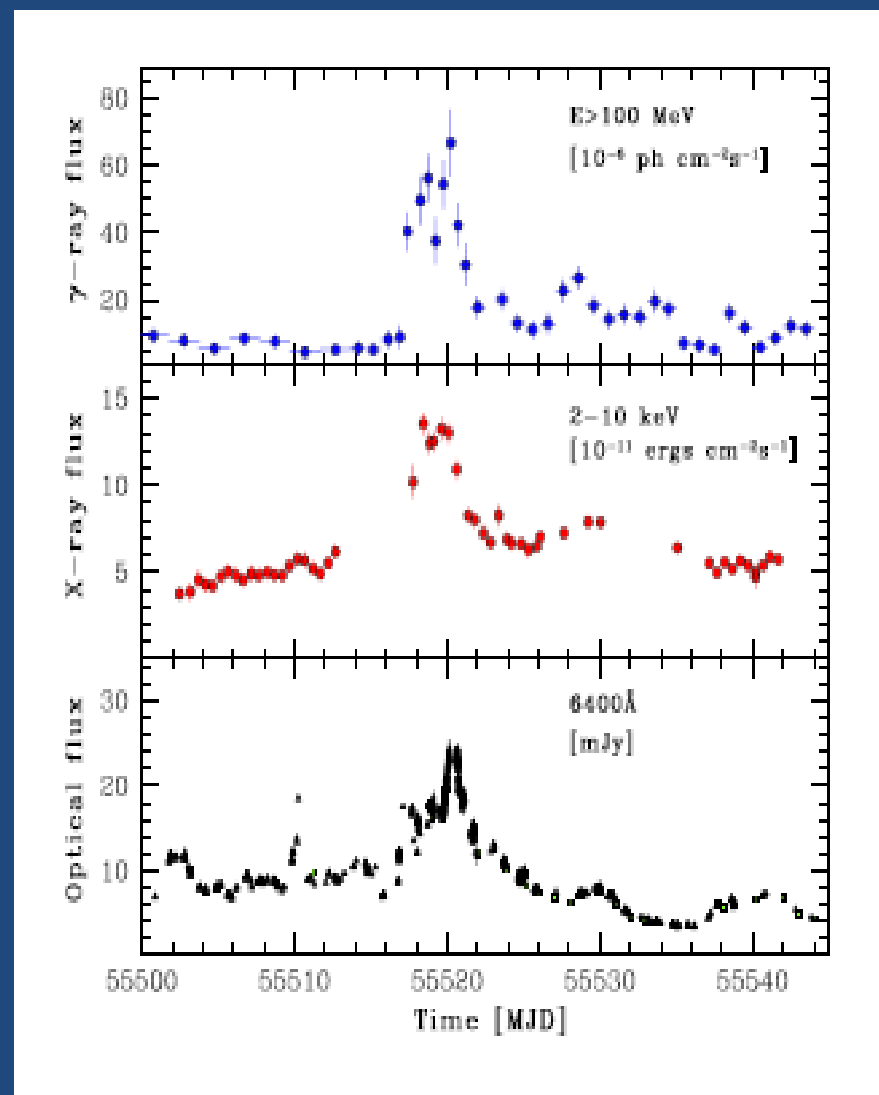 80
60
40
20
γ-ray flux
E>100 MeV
[10⁻⁶ ph cm⁻²s⁻¹]
15
10
5
X-ray flux
2-10 keV
[10⁻¹¹ ergs cm⁻²s⁻¹]
30
20
10
Optical flux
6400Å
[mJy]
55500 55510 55520 55530 55540
Time [MJD]